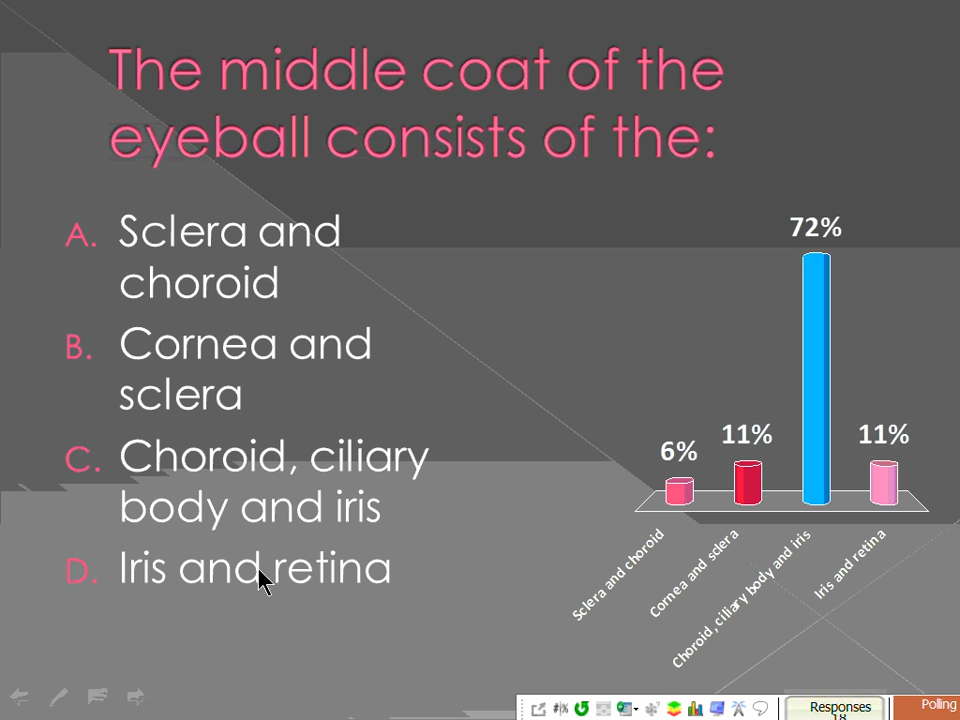 The middle coat of the
eyeball consists of the:
A. Sclera and
choroid
B. Cornea and
sclera
C. Choroid, ciliary
body and iris
D. Iris and retina
72%
6%
11%
11%
Sclera and choroid
Cornea and sclera
Choroid, ciliary body and iris
Iris and retina
Responses
18
Polling